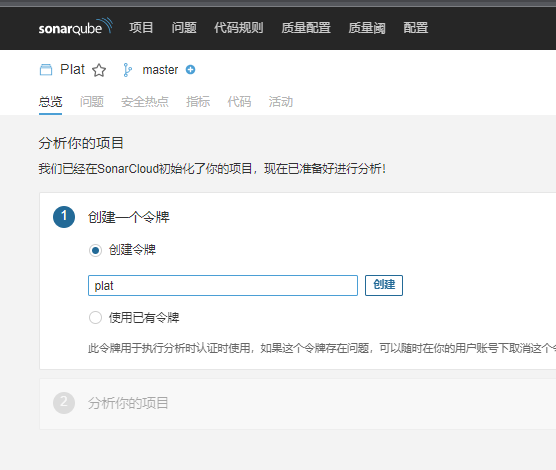 sonarqube 项目 问题 代码规则 质量配置 质量阈 配置
Plat master
总览 问题 安全热点 指标 代码 活动
分析你的项目
我们已经在SonarCloud初始化了你的项目，现在已准备好进行分析！
1 创建一个令牌
创建令牌
plat 创建
使用已有令牌
此令牌用于执行分析时认证时使用，如果这个令牌存在问题，可以随时在你的用户账号下取消这个
2 分析你的项目